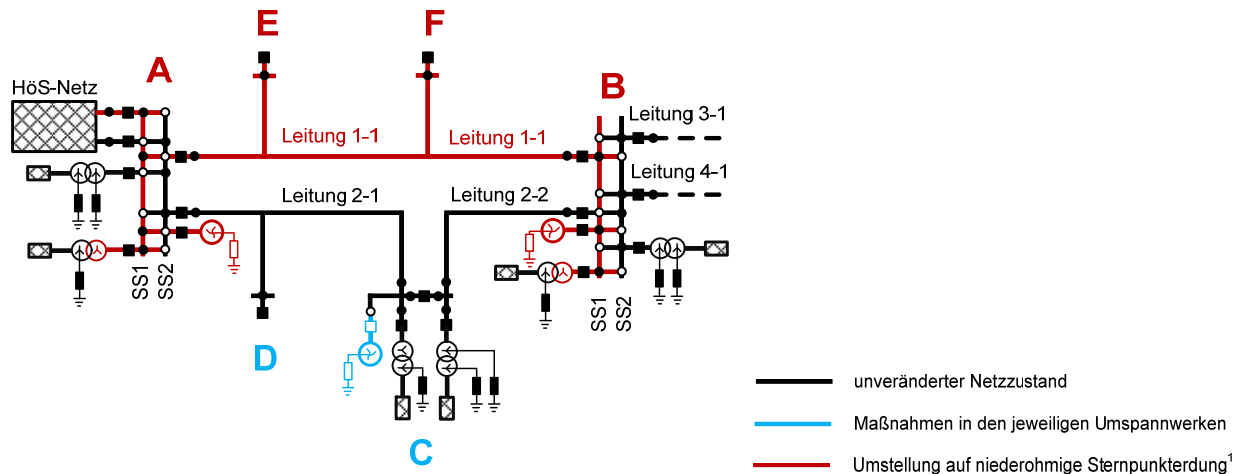 E
F
A
HöS-Netz
B
Leitung 3-1
Leitung 1-1
Leitung 1-1
Leitung 4-1
Leitung 2-1
Leitung 2-2
SS1
SS2
SS1
SS2
D
C
unveränderter Netzzustand
Maßnahmen in den jeweiligen Umspannwerken
Umstellung auf niederohmige Sternpunkterdung¹